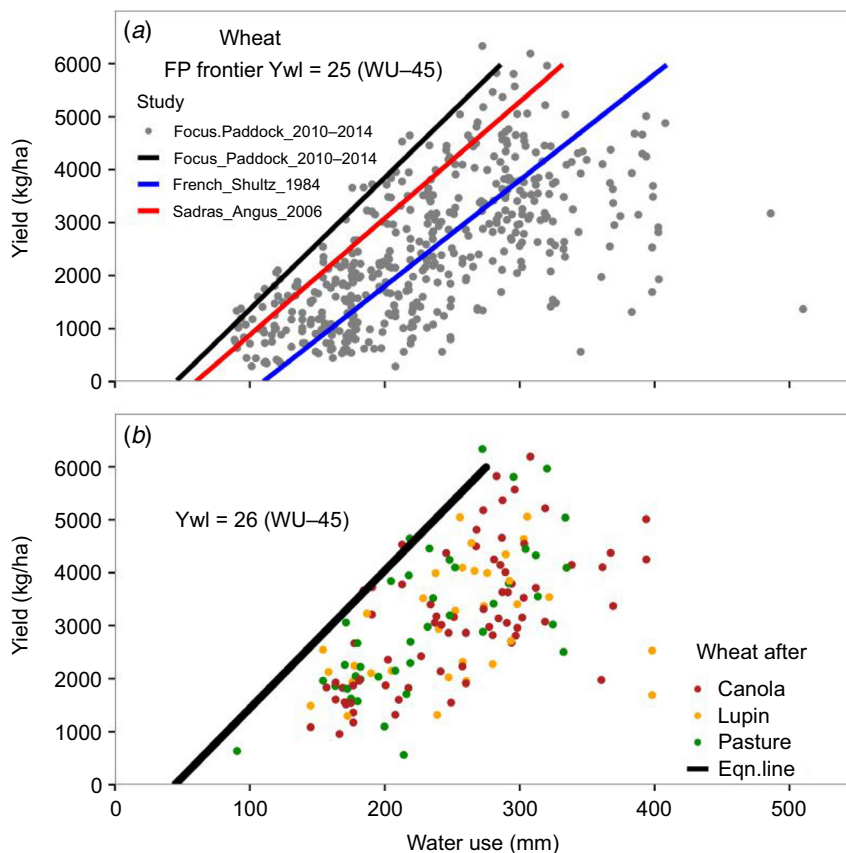 (a)
Wheat
FP frontier Ywl = 25 (WU–45)
Study
Focus.Paddock_2010–2014
Focus_Paddock_2010–2014
French_Shultz_1984
Sadras_Angus_2006
Yield (kg/ha)
6000
5000
4000
3000
2000
1000
0
(b)
Ywl = 26 (WU–45)
Yield (kg/ha)
6000
5000
4000
3000
2000
1000
0
Wheat after
Canola
Lupin
Pasture
Eqn.line
0 100 200 300 400 500
Water use (mm)